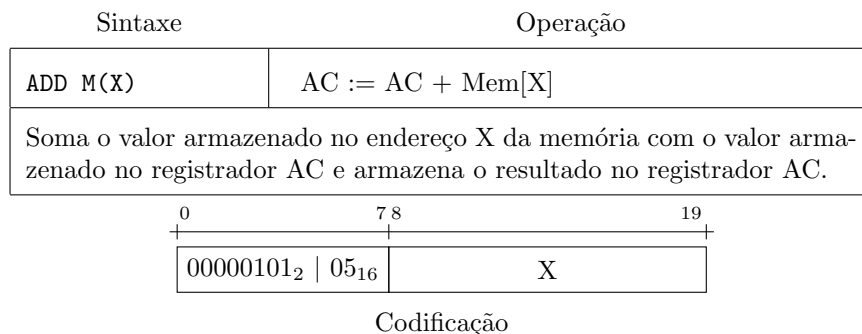 Sintaxe Operação
ADD M(X) AC := AC + Mem[X]
Soma o valor armazenado no endereço X da memória com o valor arma-
zenado no registrador AC e armazena o resultado no registrador AC.
0 7 8 19
00000101₂ | 05₁₆ X
Codificação